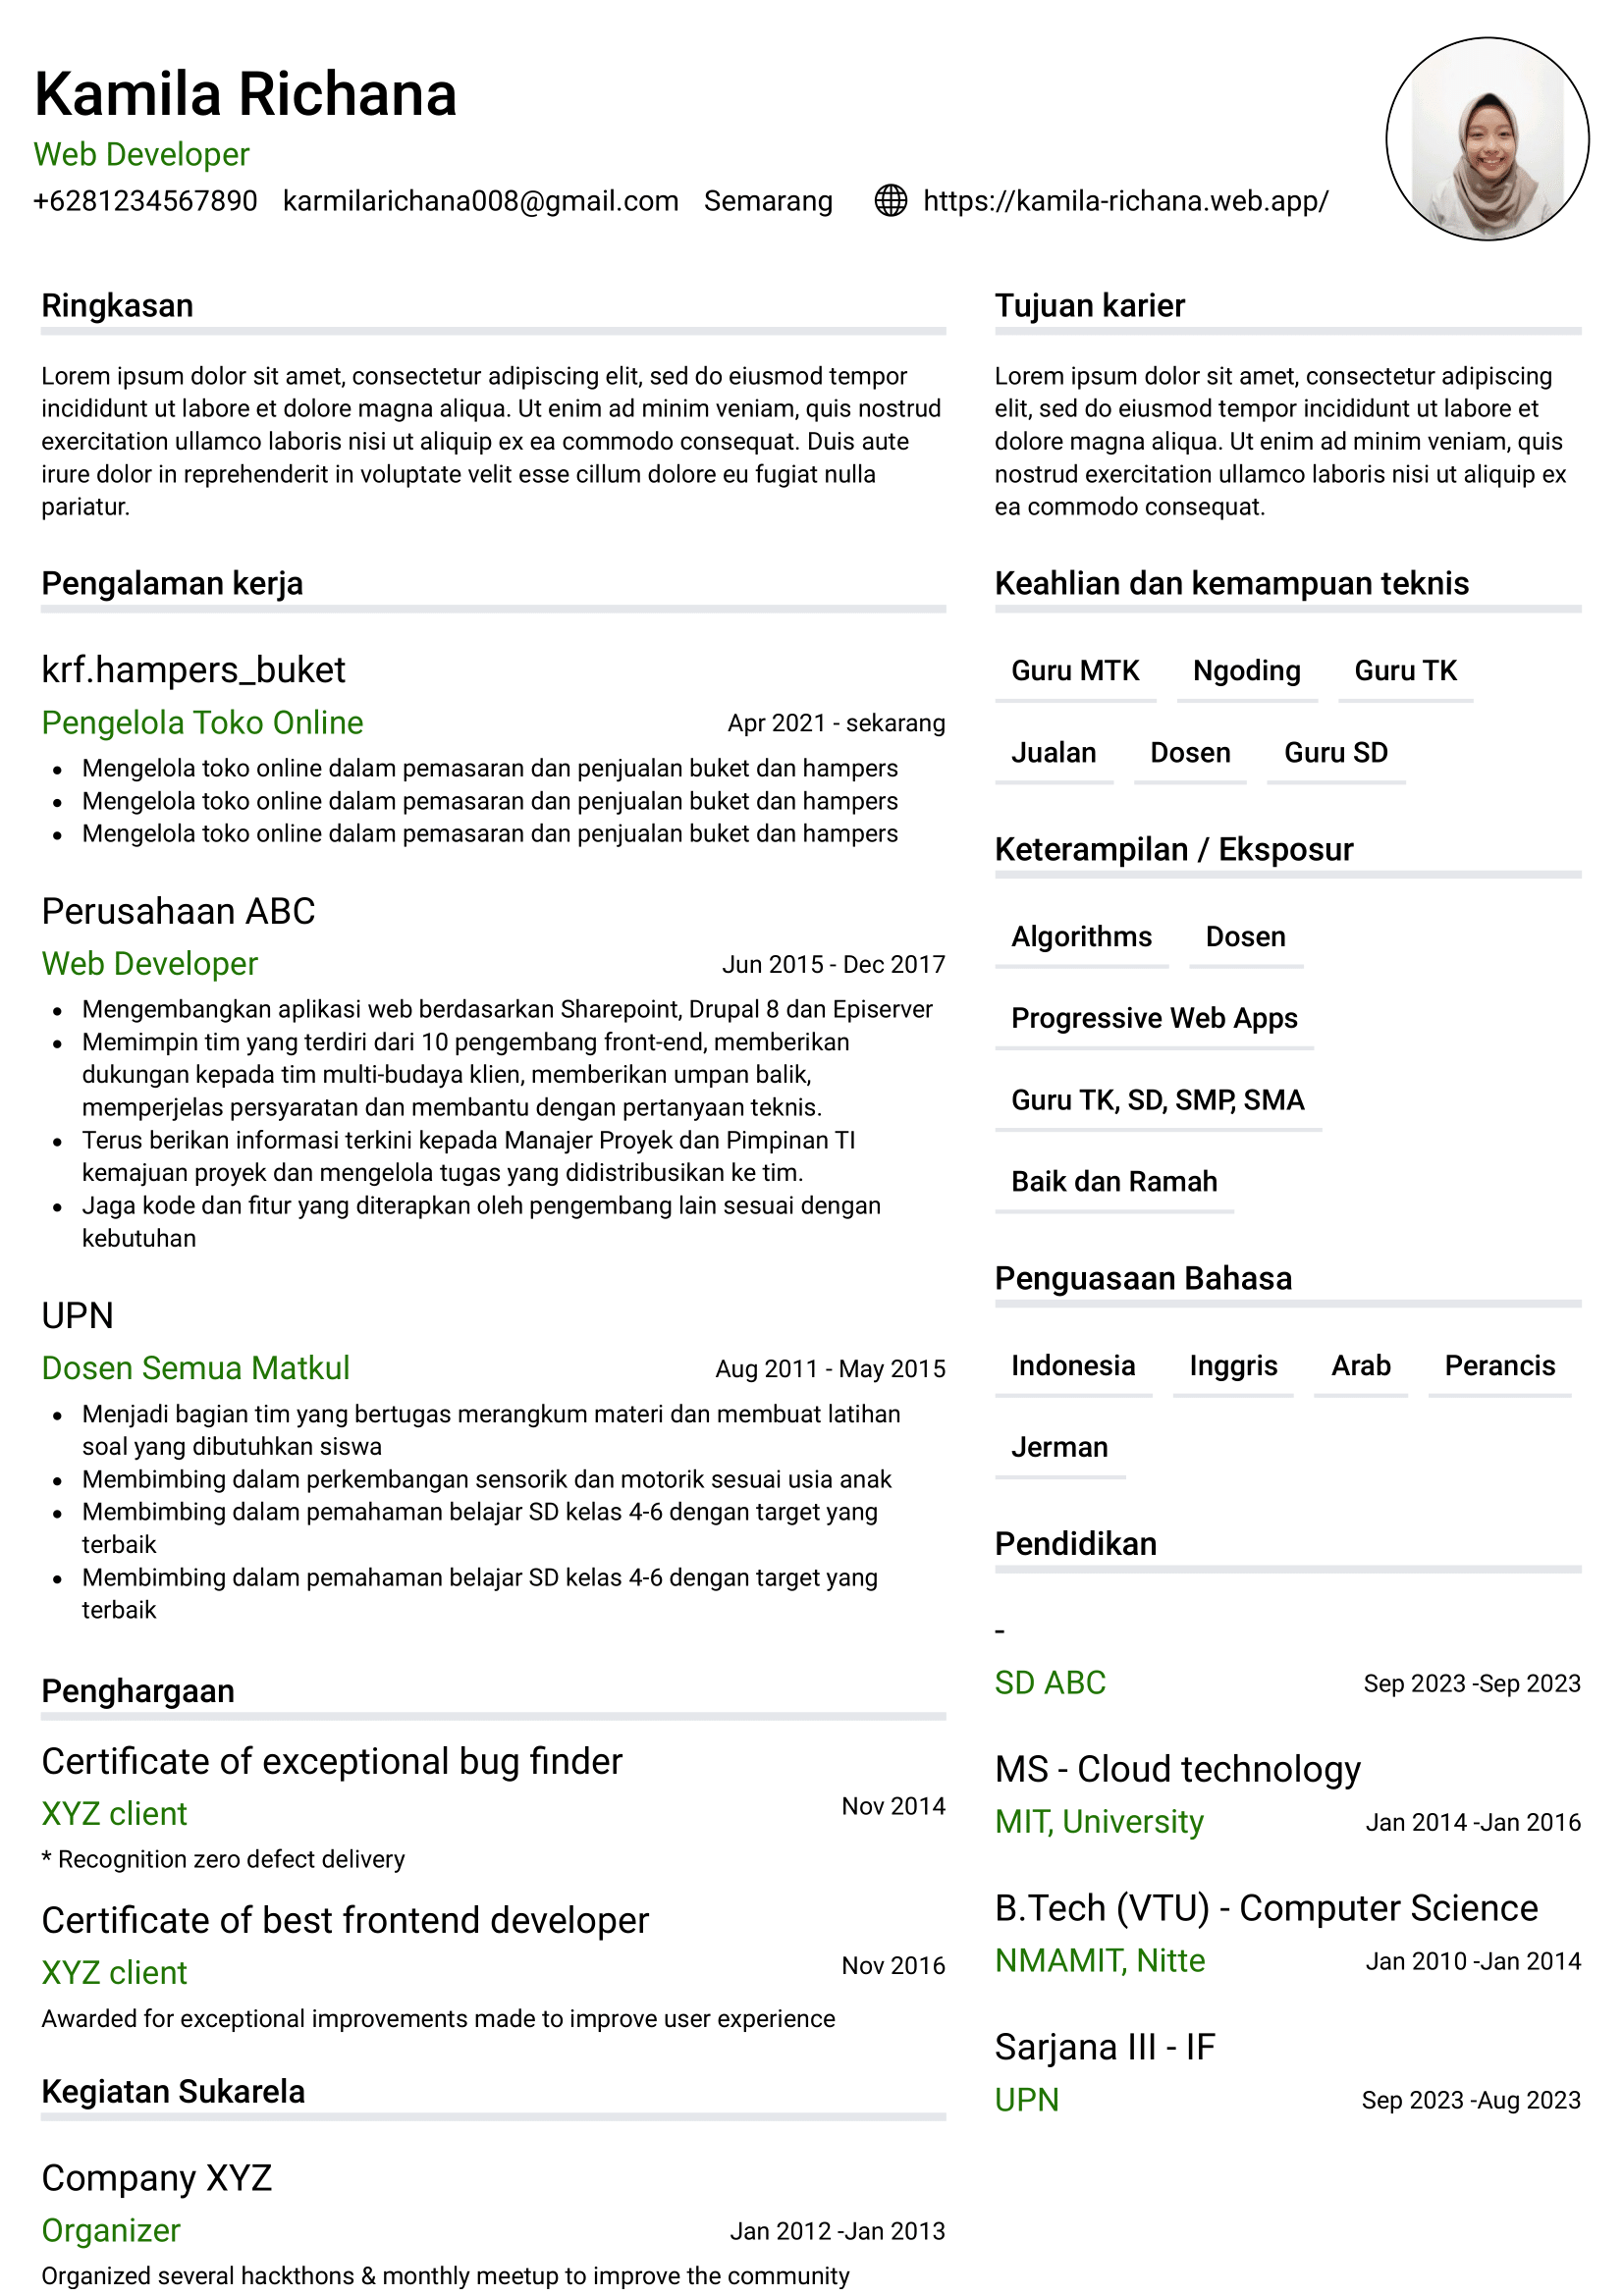 Kamila Richana
Web Developer
+6281234567890 karmilarichana008@gmail.com Semarang https://kamila-richana.web.app/
Ringkasan
Lorem ipsum dolor sit amet, consectetur adipiscing elit, sed do eiusmod tempor
incididunt ut labore et dolore magna aliqua. Ut enim ad minim veniam, quis nostrud
exercitation ullamco laboris nisi ut aliquip ex ea commodo consequat. Duis aute
irure dolor in reprehenderit in voluptate velit esse cillum dolore eu fugiat nulla
pariatur.
Pengalaman kerja
krf.hampers_buket
Pengelola Toko Online Apr 2021 - sekarang
• Mengelola toko online dalam pemasaran dan penjualan buket dan hampers
• Mengelola toko online dalam pemasaran dan penjualan buket dan hampers
• Mengelola toko online dalam pemasaran dan penjualan buket dan hampers
Perusahaan ABC
Web Developer Jun 2015 - Dec 2017
• Mengembangkan aplikasi web berdasarkan Sharepoint, Drupal 8 dan Episerver
• Memimpin tim yang terdiri dari 10 pengembang front-end, memberikan
dukungan kepada tim multi-budaya klien, memberikan umpan balik,
memperjelas persyaratan dan membantu dengan pertanyaan teknis.
• Terus berikan informasi terkini kepada Manajer Proyek dan Pimpinan TI
kemajuan proyek dan mengelola tugas yang didistribusikan ke tim.
• Jaga kode dan fitur yang diterapkan oleh pengembang lain sesuai dengan
kebutuhan
UPN
Dosen Semua Matkul Aug 2011 - May 2015
• Menjadi bagian tim yang bertugas merangkum materi dan membuat latihan
soal yang dibutuhkan siswa
• Membimbing dalam perkembangan sensorik dan motorik sesuai usia anak
• Membimbing dalam pemahaman belajar SD kelas 4-6 dengan target yang
terbaik
• Membimbing dalam pemahaman belajar SD kelas 4-6 dengan target yang
terbaik
Penghargaan
Certificate of exceptional bug finder
XYZ client Nov 2014
* Recognition zero defect delivery
Certificate of best frontend developer
XYZ client Nov 2016
Awarded for exceptional improvements made to improve user experience
Kegiatan Sukarela
Company XYZ
Organizer Jan 2012 -Jan 2013
Organized several hackthons & monthly meetup to improve the community
Tujuan karier
Lorem ipsum dolor sit amet, consectetur adipiscing
elit, sed do eiusmod tempor incididunt ut labore et
dolore magna aliqua. Ut enim ad minim veniam, quis
nostrud exercitation ullamco laboris nisi ut aliquip ex
ea commodo consequat.
Keahlian dan kemampuan teknis
Guru MTK Ngoding Guru TK
Jualan Dosen Guru SD
Keterampilan / Eksposur
Algorithms Dosen
Progressive Web Apps
Guru TK, SD, SMP, SMA
Baik dan Ramah
Penguasaan Bahasa
Indonesia Inggris Arab Perancis
Jerman
Pendidikan
-
SD ABC Sep 2023 -Sep 2023
MS - Cloud technology
MIT, University Jan 2014 -Jan 2016
B.Tech (VTU) - Computer Science
NMAMIT, Nitte Jan 2010 -Jan 2014
Sarjana III - IF
UPN Sep 2023 -Aug 2023